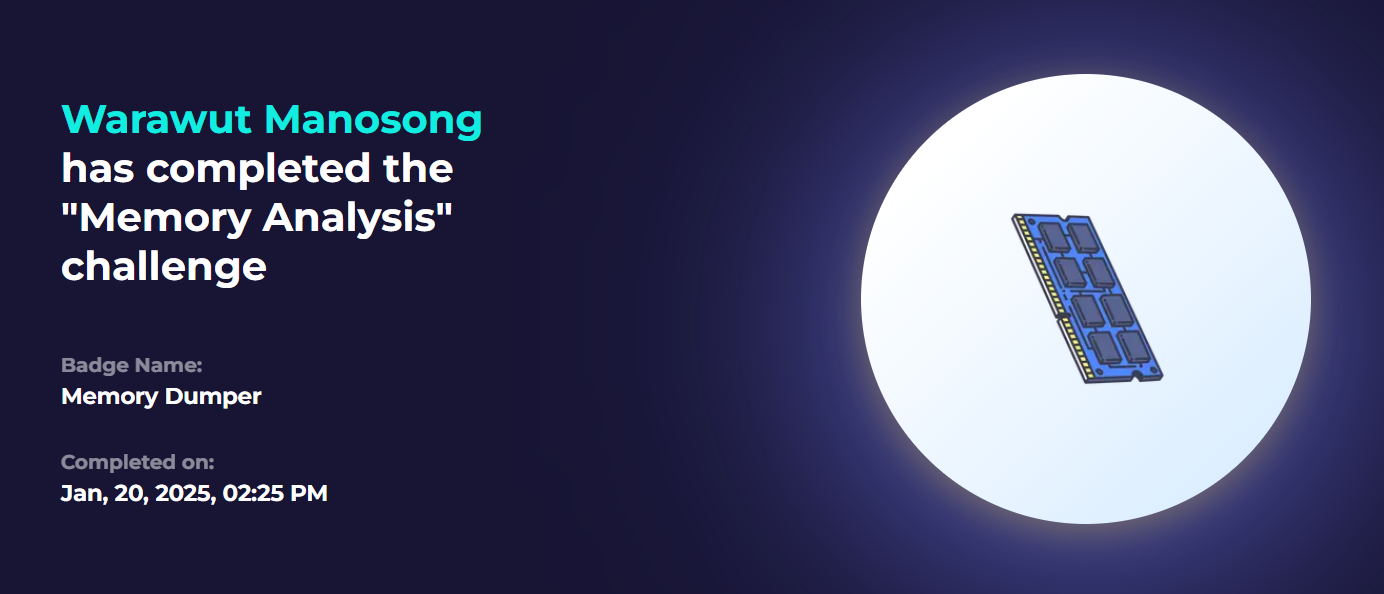 Warawut Manosong
has completed the
"Memory Analysis"
challenge
Badge Name:
Memory Dumper
Completed on:
Jan, 20, 2025, 02:25 PM